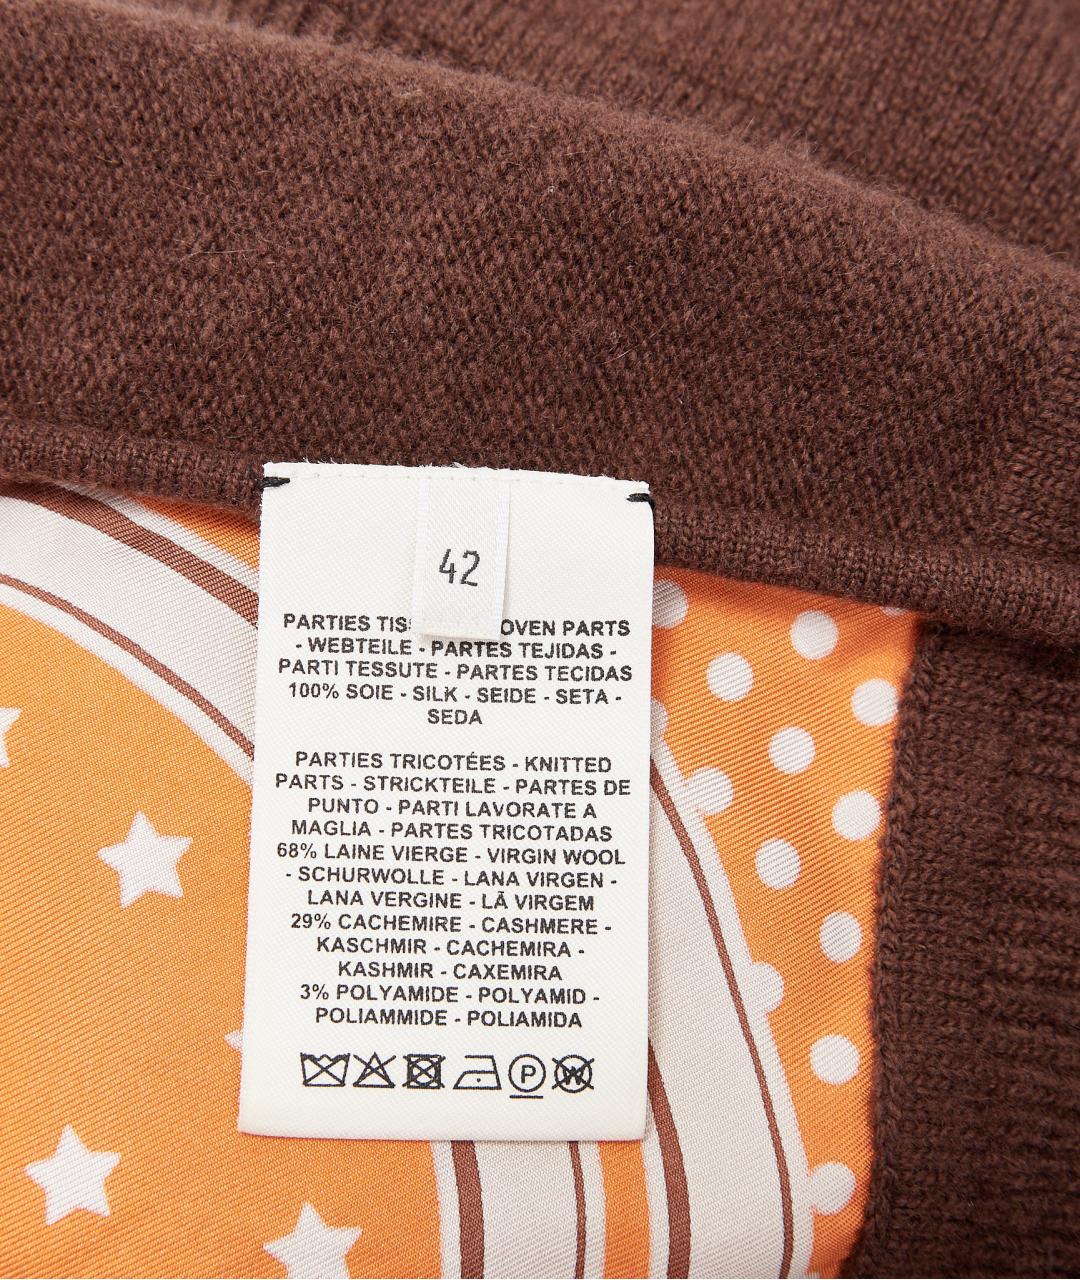 42
PARTIES TIS OVEN PARTS
- WEBTEILE - PARTES TEJIDAS -
PARTI TESSUTE - PARTES TECIDAS
100% SOIE - SILK - SEIDE - SETA -
SEDA
PARTIES TRICOTÉES - KNITTED
PARTS - STRICKTEILE - PARTES DE
PUNTO - PARTI LAVORATE A
MAGLIA - PARTES TRICOTADAS
68% LAINE VIERGE - VIRGIN WOOL
- SCHURWOLLE - LANA VIRGEN -
LANA VERGINE - LÃ VIRGEM
29% CACHEMIRE - CASHMERE -
KASCHMIR - CACHEMIRA -
KASHMIR - CAXEMIRA
3% POLYAMIDE - POLYAMID -
POLIAMMIDE - POLIAMIDA
P W